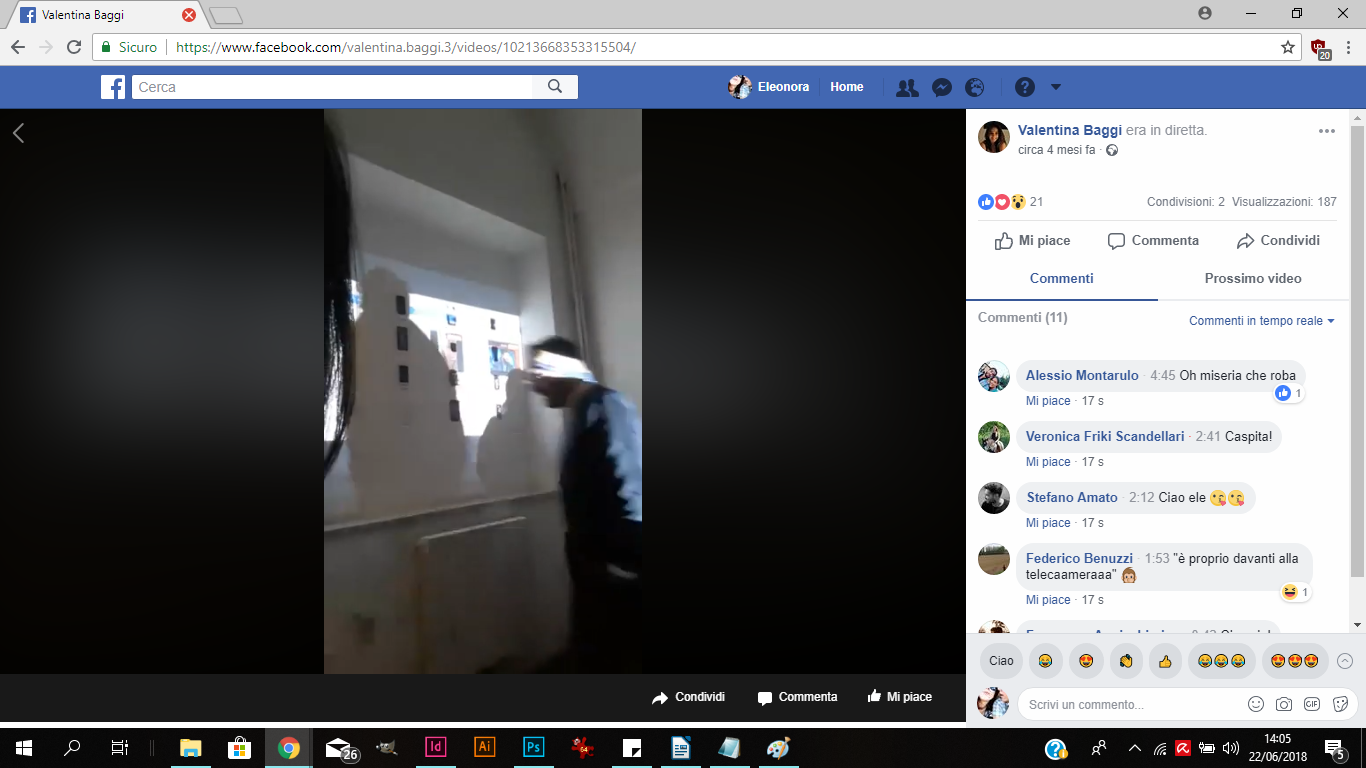 Valentina Baggi
Sicuro
https://www.facebook.com/valentina.baggi.3/videos/10213668353315504/
20
Cerca
Eleonora
Home
Valentina Baggi era in diretta.
circa 4 mesi fa ·
21
Condivisioni: 2 Visualizzazioni: 187
Mi piace
Commenta
Condividi
Commenti
Prossimo video
Commenti (11)
Commenti in tempo reale
Alessio Montarulo · 4:45 Oh miseria che roba
1
Mi piace · 17 s
Veronica Friki Scandellari · 2:41 Caspita!
Mi piace · 17 s
Stefano Amato · 2:12 Ciao ele 😘😘
Mi piace · 17 s
Federico Benuzzi · 1:53 "è proprio davanti alla
telecaameraaa"
1
Mi piace · 17 s
Ciao
Scrivi un commento...
GIF
Condividi
Commenta
Mi piace
26
Id
Ai
Ps
64
14:05
22/06/2018
5